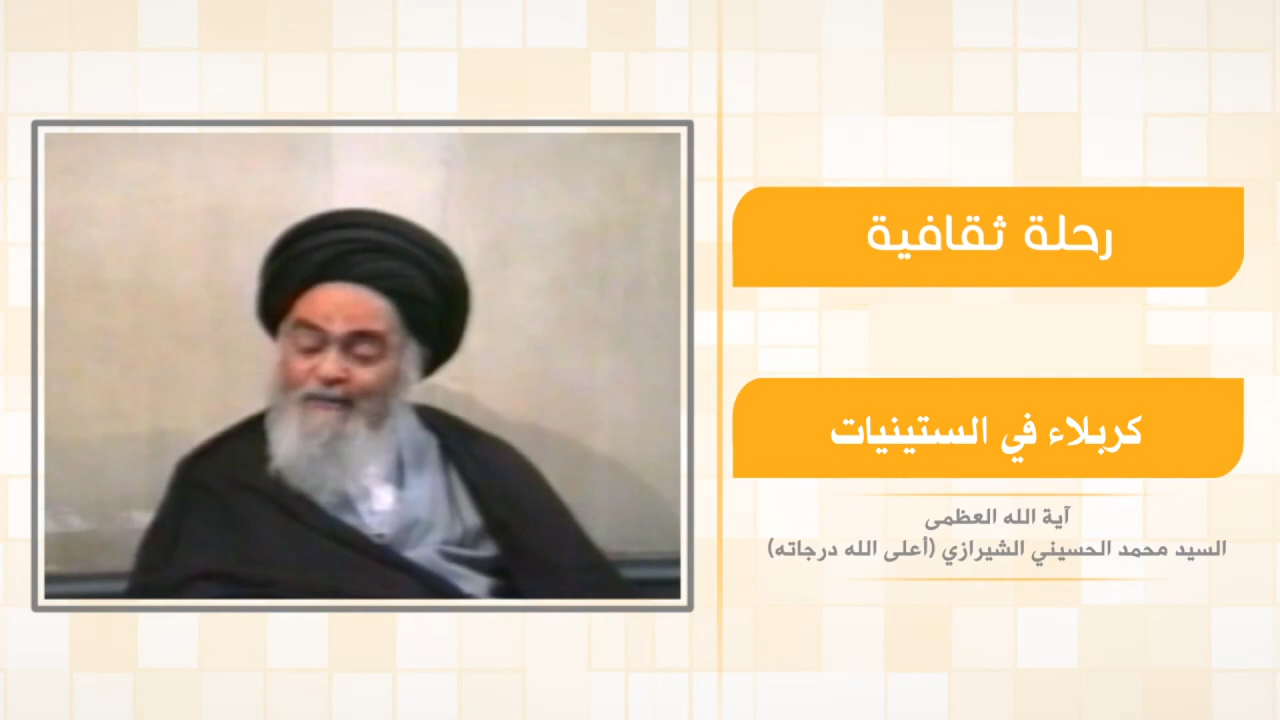 رحلة ثقافية
كربلاء في الستينيات
آية الله العظمى
السيد محمد الحسيني الشيرازي (أعلى الله درجاته)